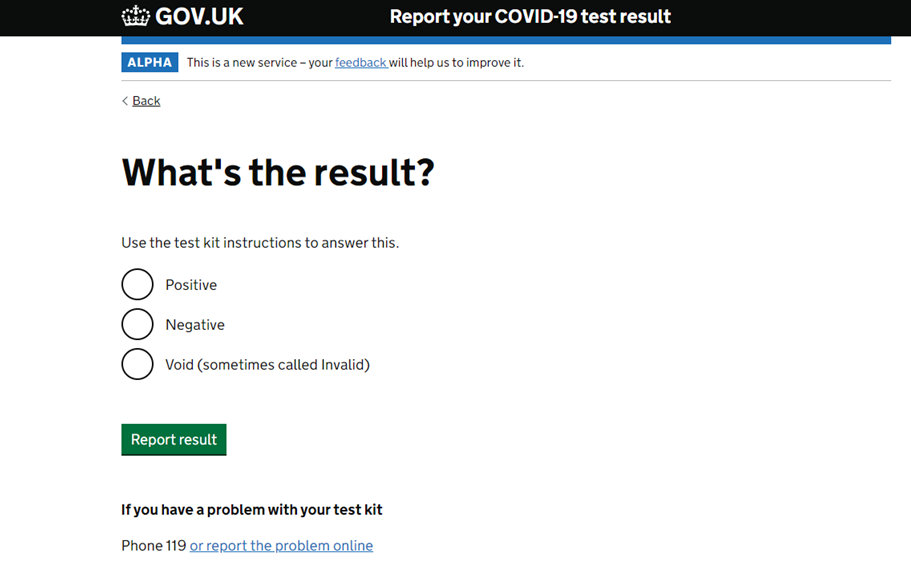 GOV.UK Report your COVID-19 test result
ALPHA This is a new service – your feedback will help us to improve it.
Back
What's the result?
Use the test kit instructions to answer this.
Positive
Negative
Void (sometimes called Invalid)
Report result
If you have a problem with your test kit
Phone 119 or report the problem online